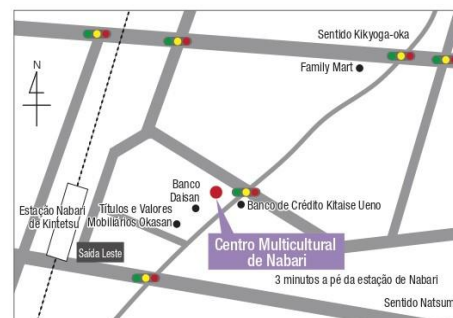 Sentido Kikyoga-oka
Family Mart
N
Banco
Daisan
Títulos e Valores
Mobiliários Okasan
Estação Nabari
de Kintetsu
Saída Leste
Banco de Crédito Kitaise Ueno
Centro Multicultural
de Nabari
3 minutos a pé da estação de Nabari
Sentido Natsumi